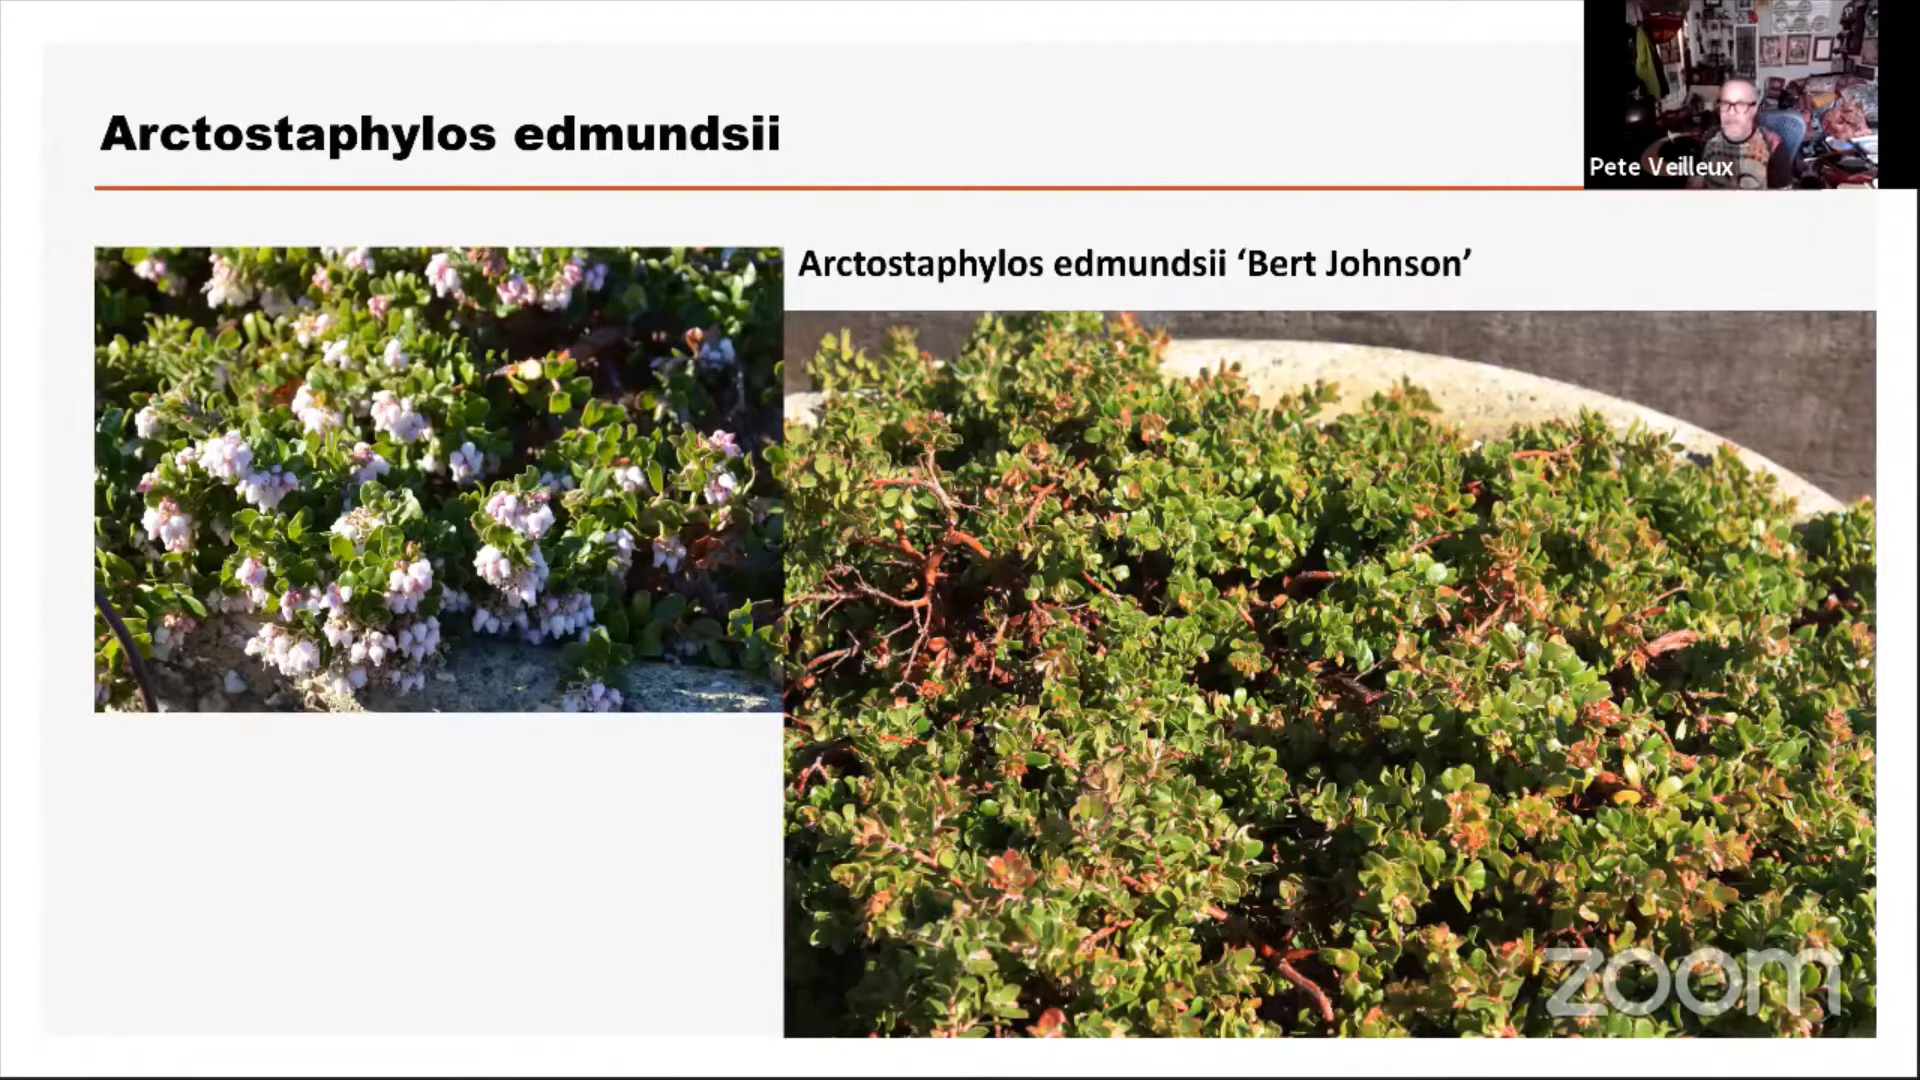 Arctostaphylos edmundsii
Pete Veilleux
Arctostaphylos edmundsii ‘Bert Johnson’
zoom